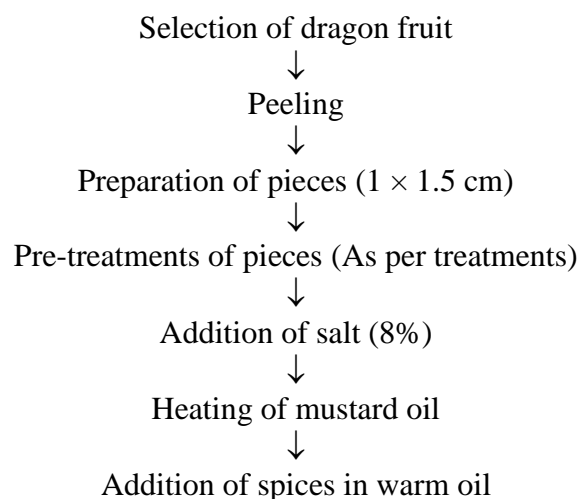 Selection of dragon fruit
↓
Peeling
↓
Preparation of pieces (1 × 1.5 cm)
↓
Pre-treatments of pieces (As per treatments)
↓
Addition of salt (8%)
↓
Heating of mustard oil
↓
Addition of spices in warm oil